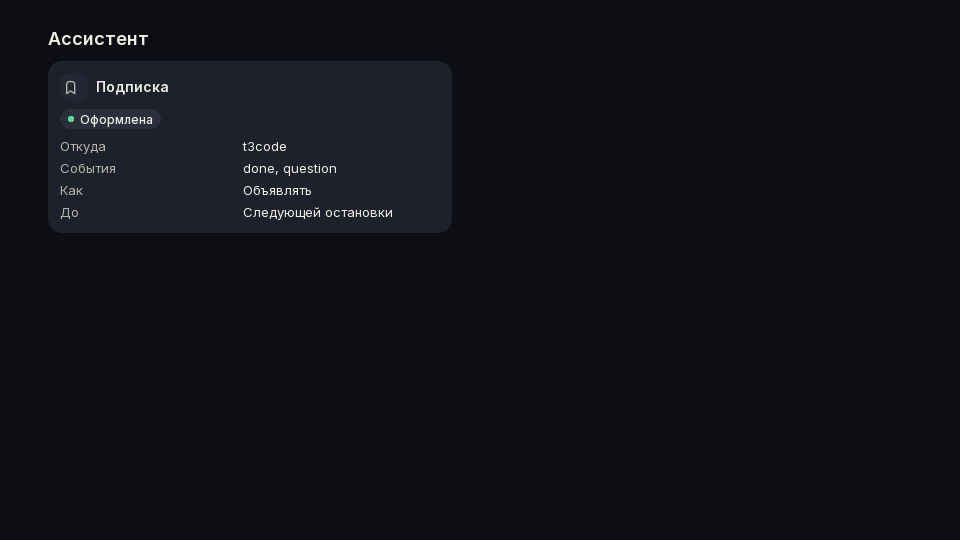 Ассистент
Подписка
Оформлена
Откуда t3code
События done, question
Как Объявлять
До Следующей остановки